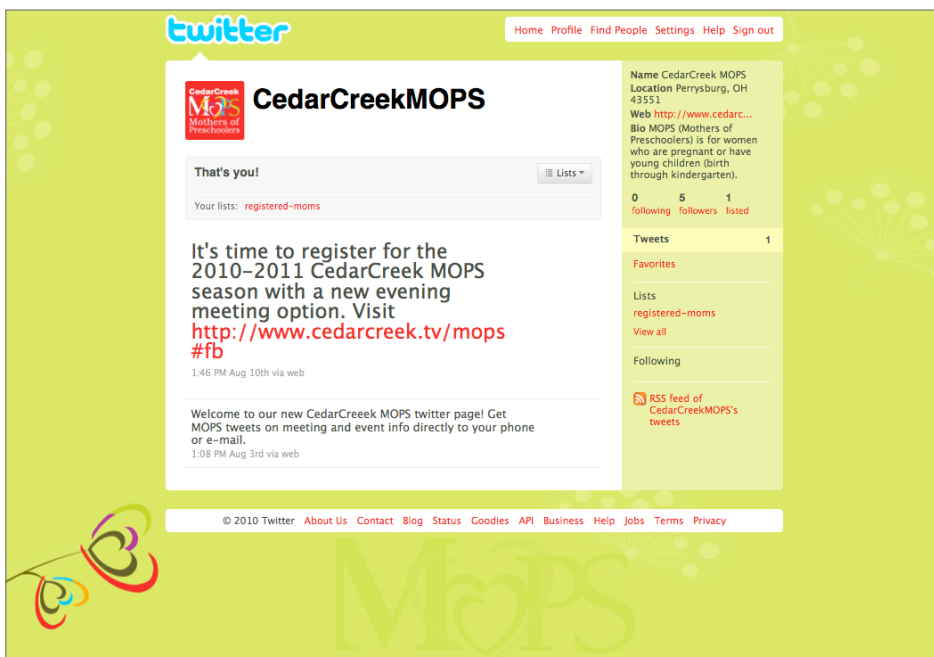 twitter
Home Profile Find People Settings Help Sign out
CedarCreek
MOPS
Mothers of
Preschoolers
CedarCreekMOPS
That's you!
Lists
Your lists: registered-moms
It's time to register for the
2010-2011 CedarCreek MOPS
season with a new evening
meeting option. Visit
http://www.cedarcreek.tv/mops
#fb
1:46 PM Aug 10th via web
Welcome to our new CedarCreeek MOPS twitter page! Get
MOPS tweets on meeting and event info directly to your phone
or e-mail.
1:08 PM Aug 3rd via web
Name CedarCreek MOPS
Location Perrysburg, OH
43551
Web http://www.cedarc...
Bio MOPS (Mothers of
Preschoolers) is for women
who are pregnant or have
young children (birth
through kindergarten).
0 5 1
following followers listed
Tweets 1
Favorites
Lists
registered-moms
View all
Following
RSS feed of
CedarCreekMOPS's
tweets
© 2010 Twitter About Us Contact Blog Status Goodies API Business Help Jobs Terms Privacy
MOPS